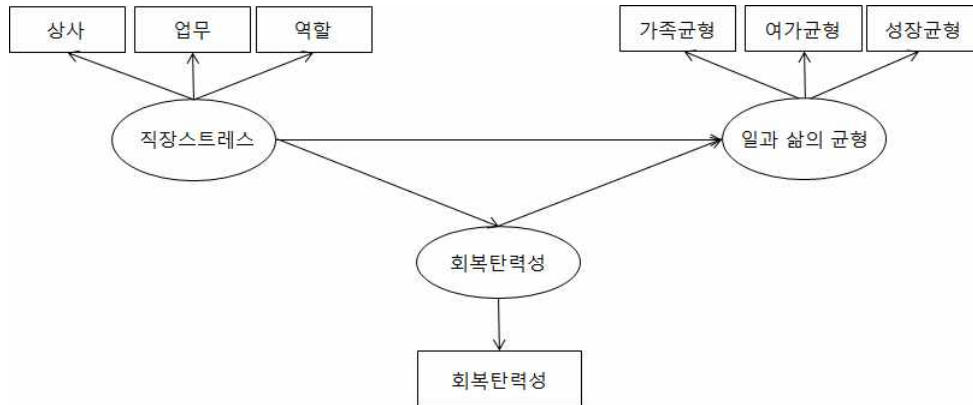 상사
업무
역할
가족균형
여가균형
성장균형
직장스트레스
일과 삶의 균형
회복탄력성
회복탄력성